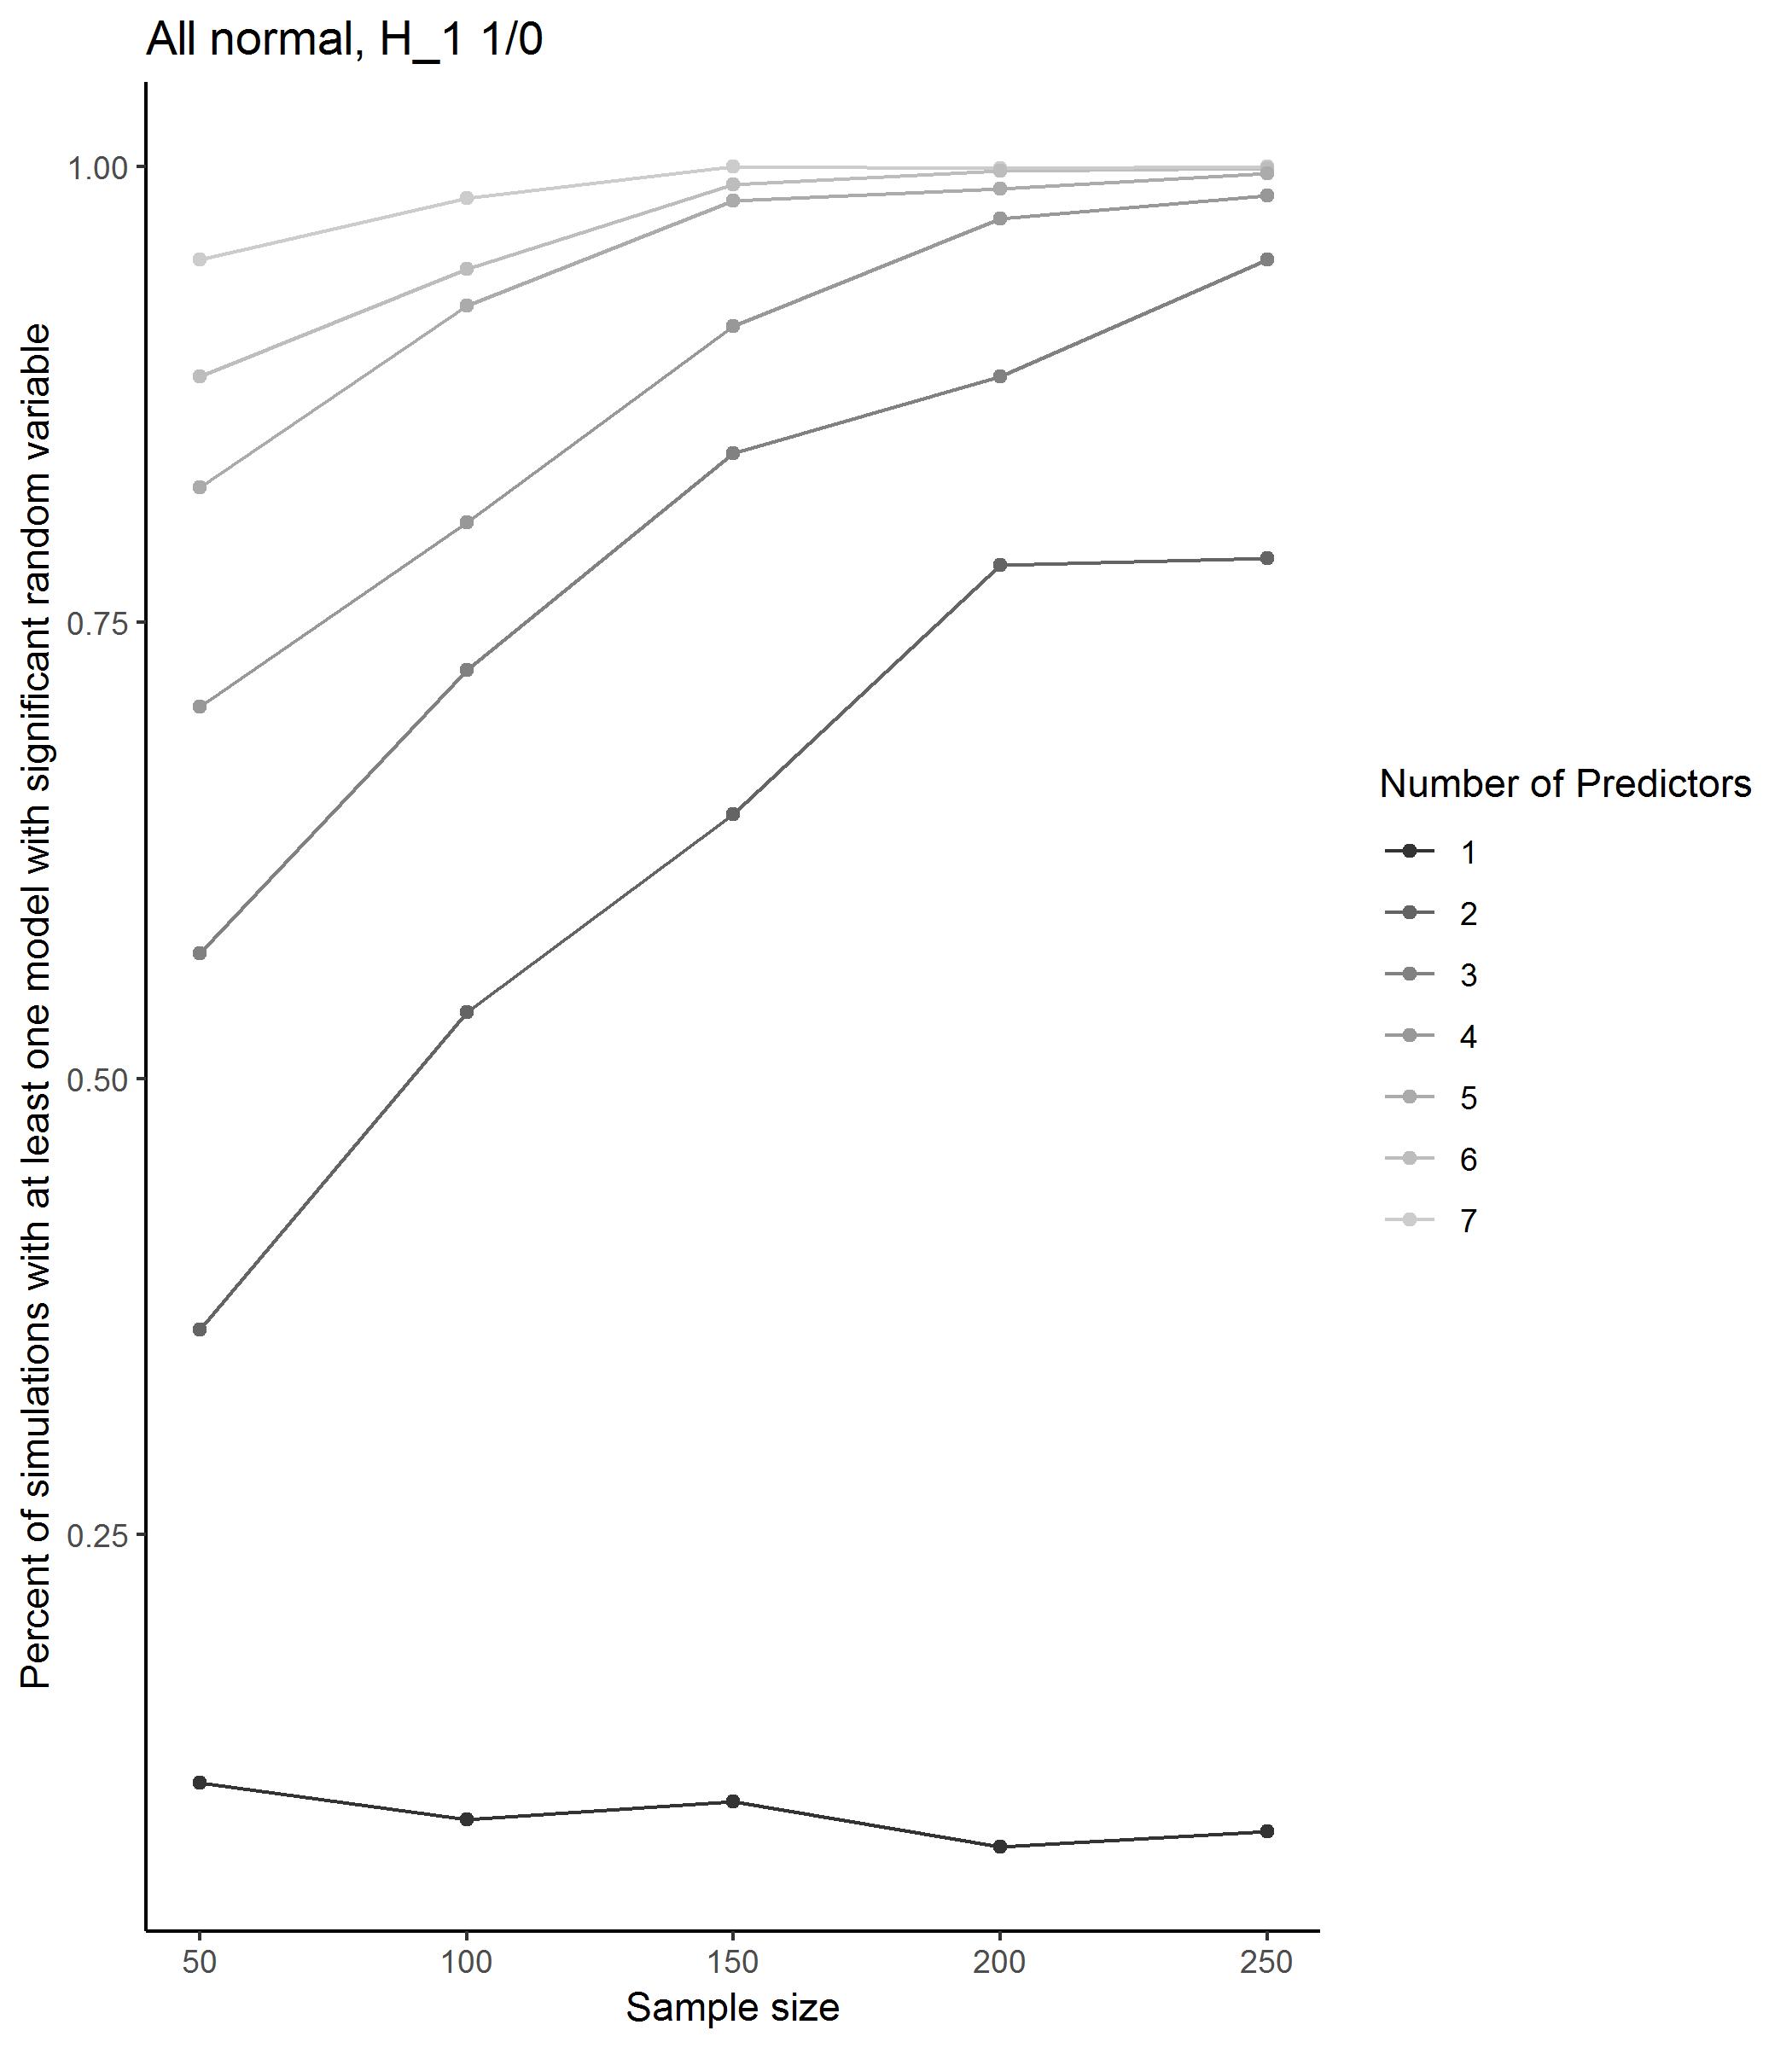 All normal, H_1 1/0
Percent of simulations with at least one model with significant random variable
1.00
0.75
0.50
0.25
50 100 150 200 250
Sample size
Number of Predictors
1
2
3
4
5
6
7